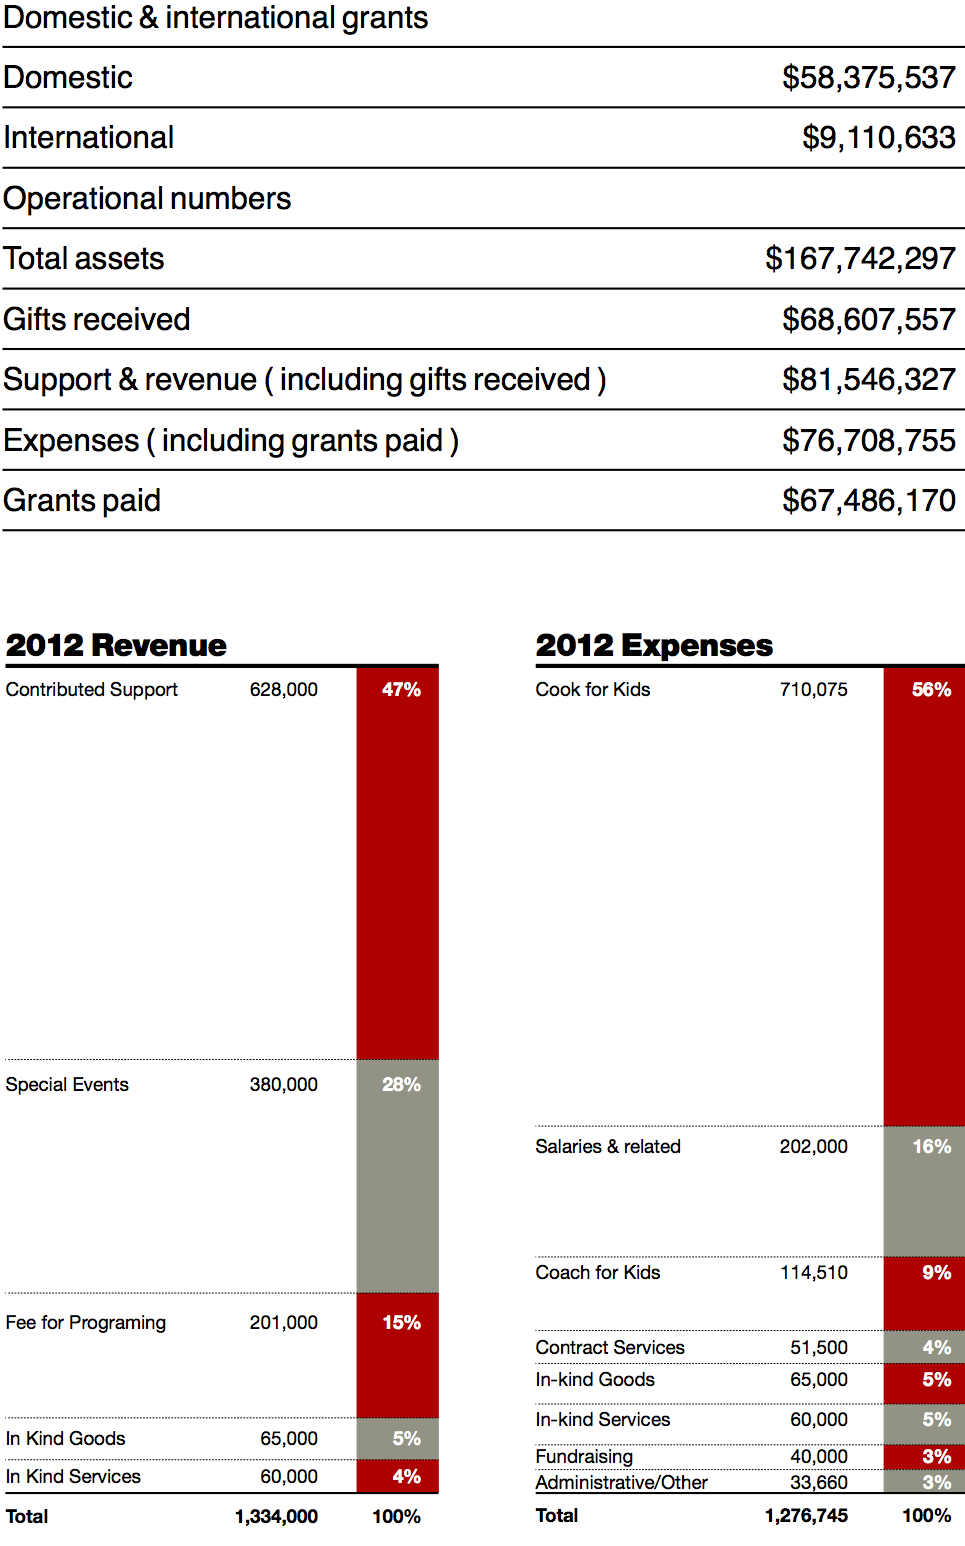 Domestic & international grants
Domestic $58,375,537
International $9,110,633
Operational numbers
Total assets $167,742,297
Gifts received $68,607,557
Support & revenue ( including gifts received ) $81,546,327
Expenses ( including grants paid ) $76,708,755
Grants paid $67,486,170
2012 Revenue
Contributed Support 628,000 47%
Special Events 380,000 28%
Fee for Programing 201,000 15%
In Kind Goods 65,000 5%
In Kind Services 60,000 4%
Total 1,334,000 100%
2012 Expenses
Cook for Kids 710,075 56%
Salaries & related 202,000 16%
Coach for Kids 114,510 9%
Contract Services 51,500 4%
In-kind Goods 65,000 5%
In-kind Services 60,000 5%
Fundraising 40,000 3%
Administrative/Other 33,660 3%
Total 1,276,745 100%